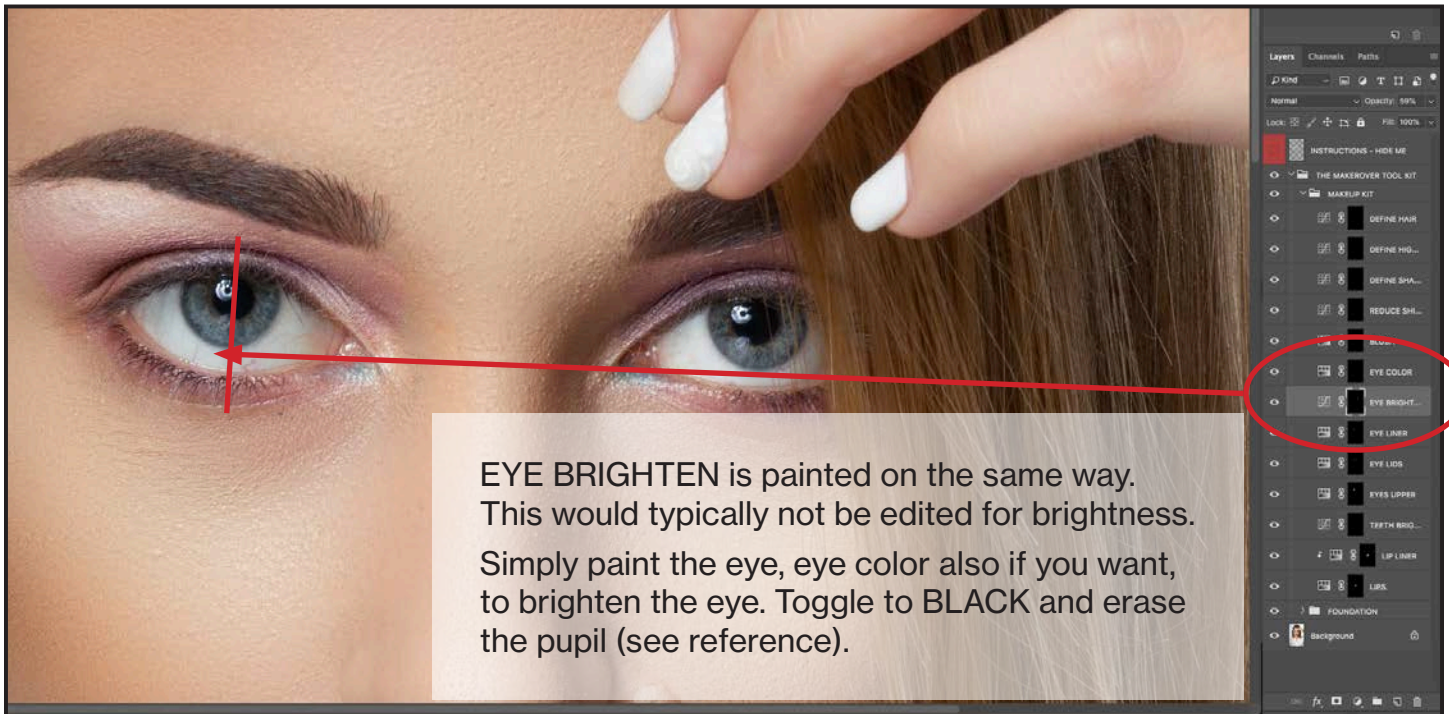 Layers Channels Paths
Kind
Normal Opacity: 59%
Lock: Fill: 100%
INSTRUCTIONS - HIDE ME
THE MAKEROVER TOOL KIT
MAKEUP KIT
DEFINE HAIR
DEFINE HIG...
DEFINE SHA...
REDUCE SHI...
EYE COLOR
EYE BRIGHT...
EYE LINER
EYE LIDS
EYES UPPER
TEETH BRIG...
LIP LINER
LIPS
FOUNDATION
Background
fx
EYE BRIGHTEN is painted on the same way.
This would typically not be edited for brightness.
Simply paint the eye, eye color also if you want,
to brighten the eye. Toggle to BLACK and erase
the pupil (see reference).